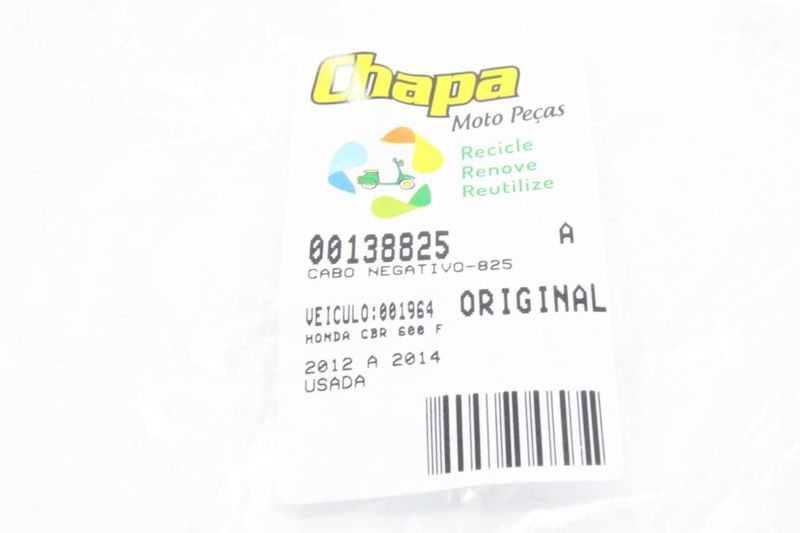 Chapa
Moto Peças
Recicle
Renove
Reutilize
00138825 A
CABO NEGATIVO-825
VEICULO:001964 ORIGINAL
HONDA CBR 600 F
2012 A 2014
USADA